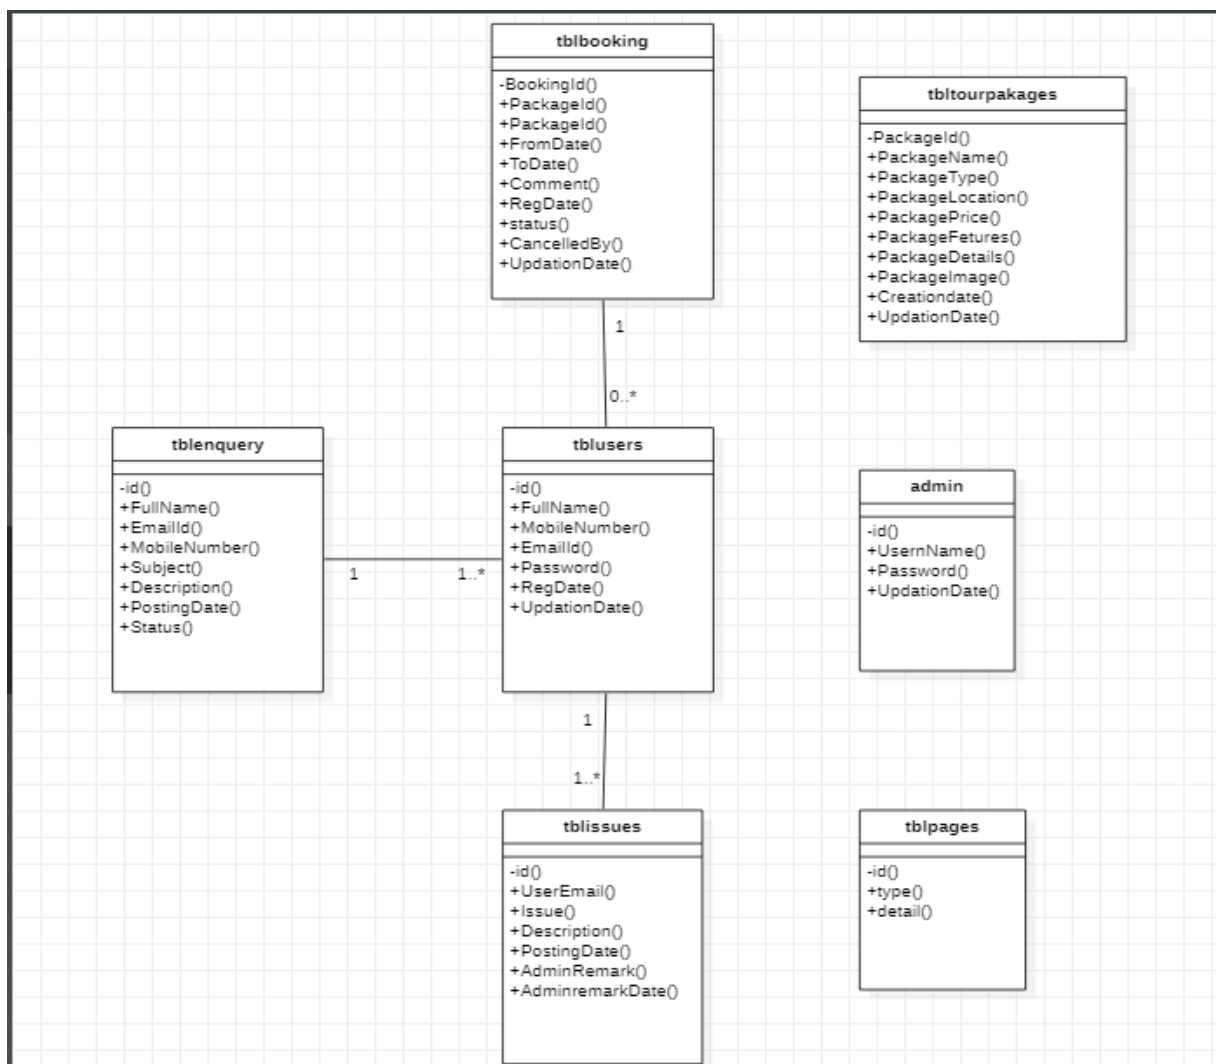 tblbooking
-BookingId()
+PackageId()
+PackageId()
+FromDate()
+ToDate()
+Comment()
+RegDate()
+status()
+CancelledBy()
+UpdationDate()
tbltourpakages
-PackageId()
+PackageName()
+PackageType()
+PackageLocation()
+PackagePrice()
+PackageFetures()
+PackageDetails()
+PackageImage()
+Creationdate()
+UpdationDate()
1
0..*
tblenquery
-id()
+FullName()
+EmailId()
+MobileNumber()
+Subject()
+Description()
+PostingDate()
+Status()
1
1..*
tblusers
-id()
+FullName()
+MobileNumber()
+EmailId()
+Password()
+RegDate()
+UpdationDate()
admin
-id()
+UsernName()
+Password()
+UpdationDate()
1
1..*
tblissues
-id()
+UserEmail()
+Issue()
+Description()
+PostingDate()
+AdminRemark()
+AdminremarkDate()
tblpages
-id()
+type()
+detail()